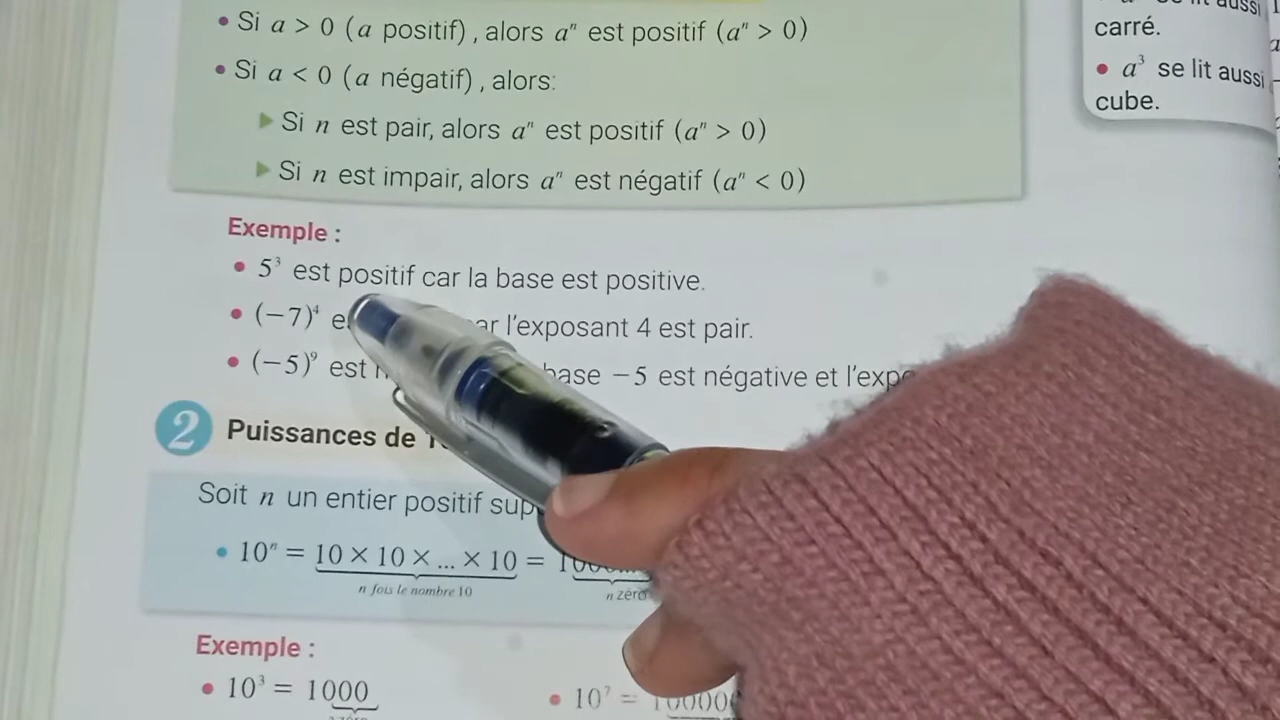 • Si a > 0 (a positif), alors aⁿ est positif (aⁿ > 0)
• Si a < 0 (a négatif), alors:
▶ Si n est pair, alors aⁿ est positif (aⁿ > 0)
▶ Si n est impair, alors aⁿ est négatif (aⁿ < 0)
Exemple :
• 5³ est positif car la base est positive.
• (−7)⁴ l'exposant 4 est pair.
• (−5)⁹ est base −5 est négative et
2 Puissances de
Soit n un entier positif
• 10ⁿ = 10 × 10 × ... × 10 =
n fois le nombre 10
n zéro
Exemple :
• 10³ = 1000
• 10⁷ =
carré.
• a³ se lit aussi
cube.